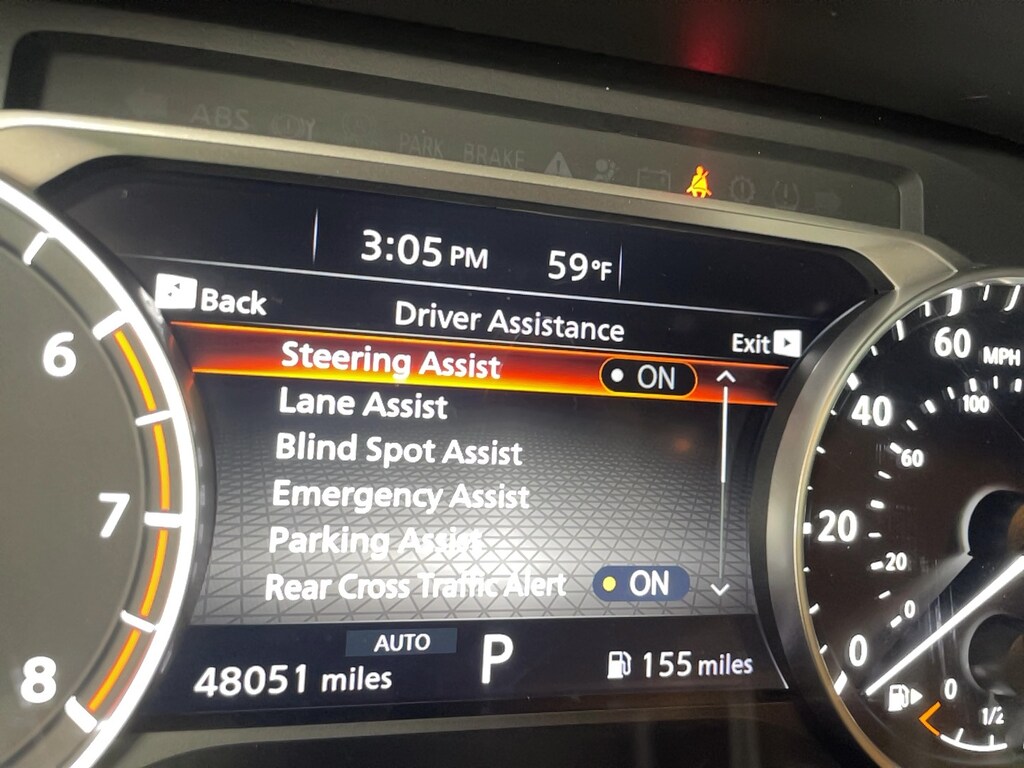 ABS
PARK BRAKE
3:05 PM 59°F
Back
Driver Assistance
Exit
Steering Assist ON
Lane Assist
Blind Spot Assist
Emergency Assist
Parking Assist
Rear Cross Traffic Alert ON
AUTO
48051 miles
P
155 miles
6
7
8
60 MPH
100
40
60
20
20
0
0
0
1/2